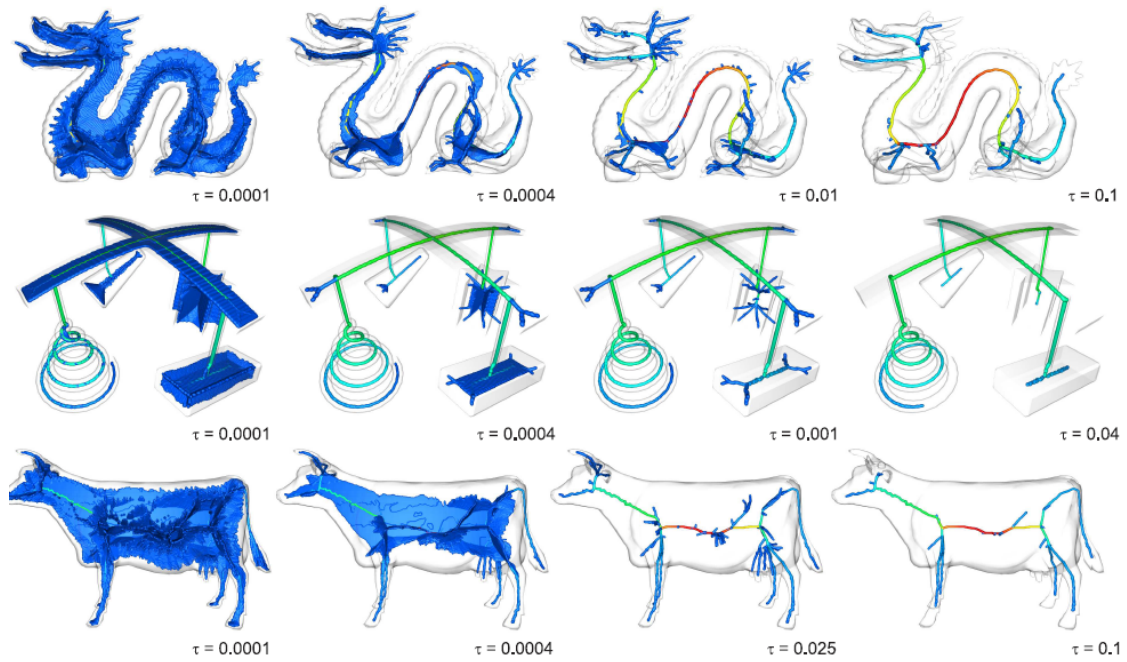 τ = 0.0001
τ = 0.0004
τ = 0.01
τ = 0.1
τ = 0.0001
τ = 0.0004
τ = 0.001
τ = 0.04
τ = 0.0001
τ = 0.0004
τ = 0.025
τ = 0.1